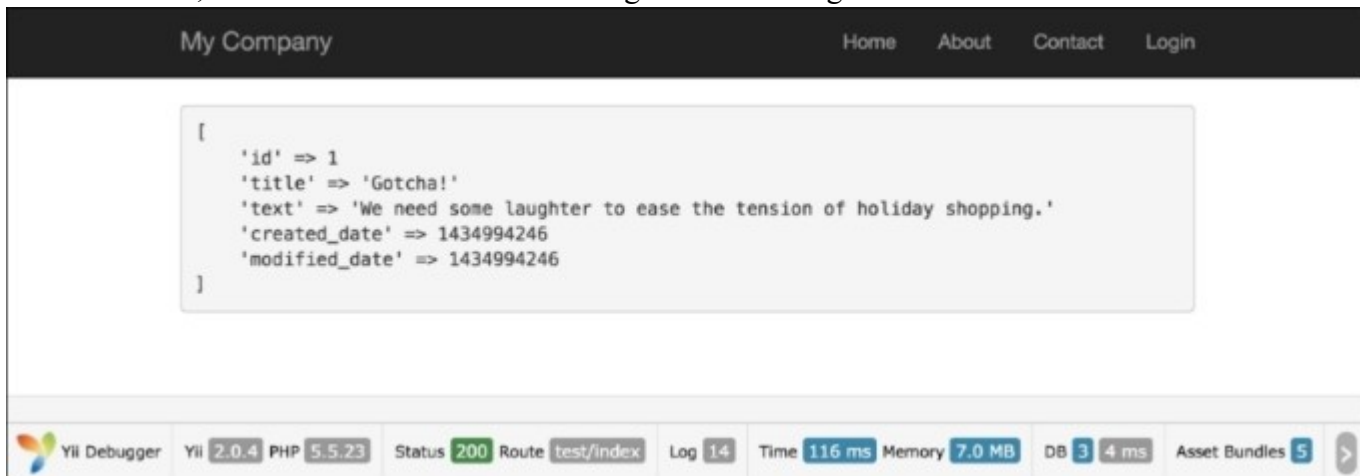 My Company Home About Contact Login
[
'id' => 1
'title' => 'Gotcha!'
'text' => 'We need some laughter to ease the tension of holiday shopping.'
'created_date' => 1434994246
'modified_date' => 1434994246
]
Yii Debugger Yii 2.0.4 PHP 5.5.23 Status 200 Route test/index Log 14 Time 116 ms Memory 7.0 MB DB 3 4 ms Asset Bundles 5